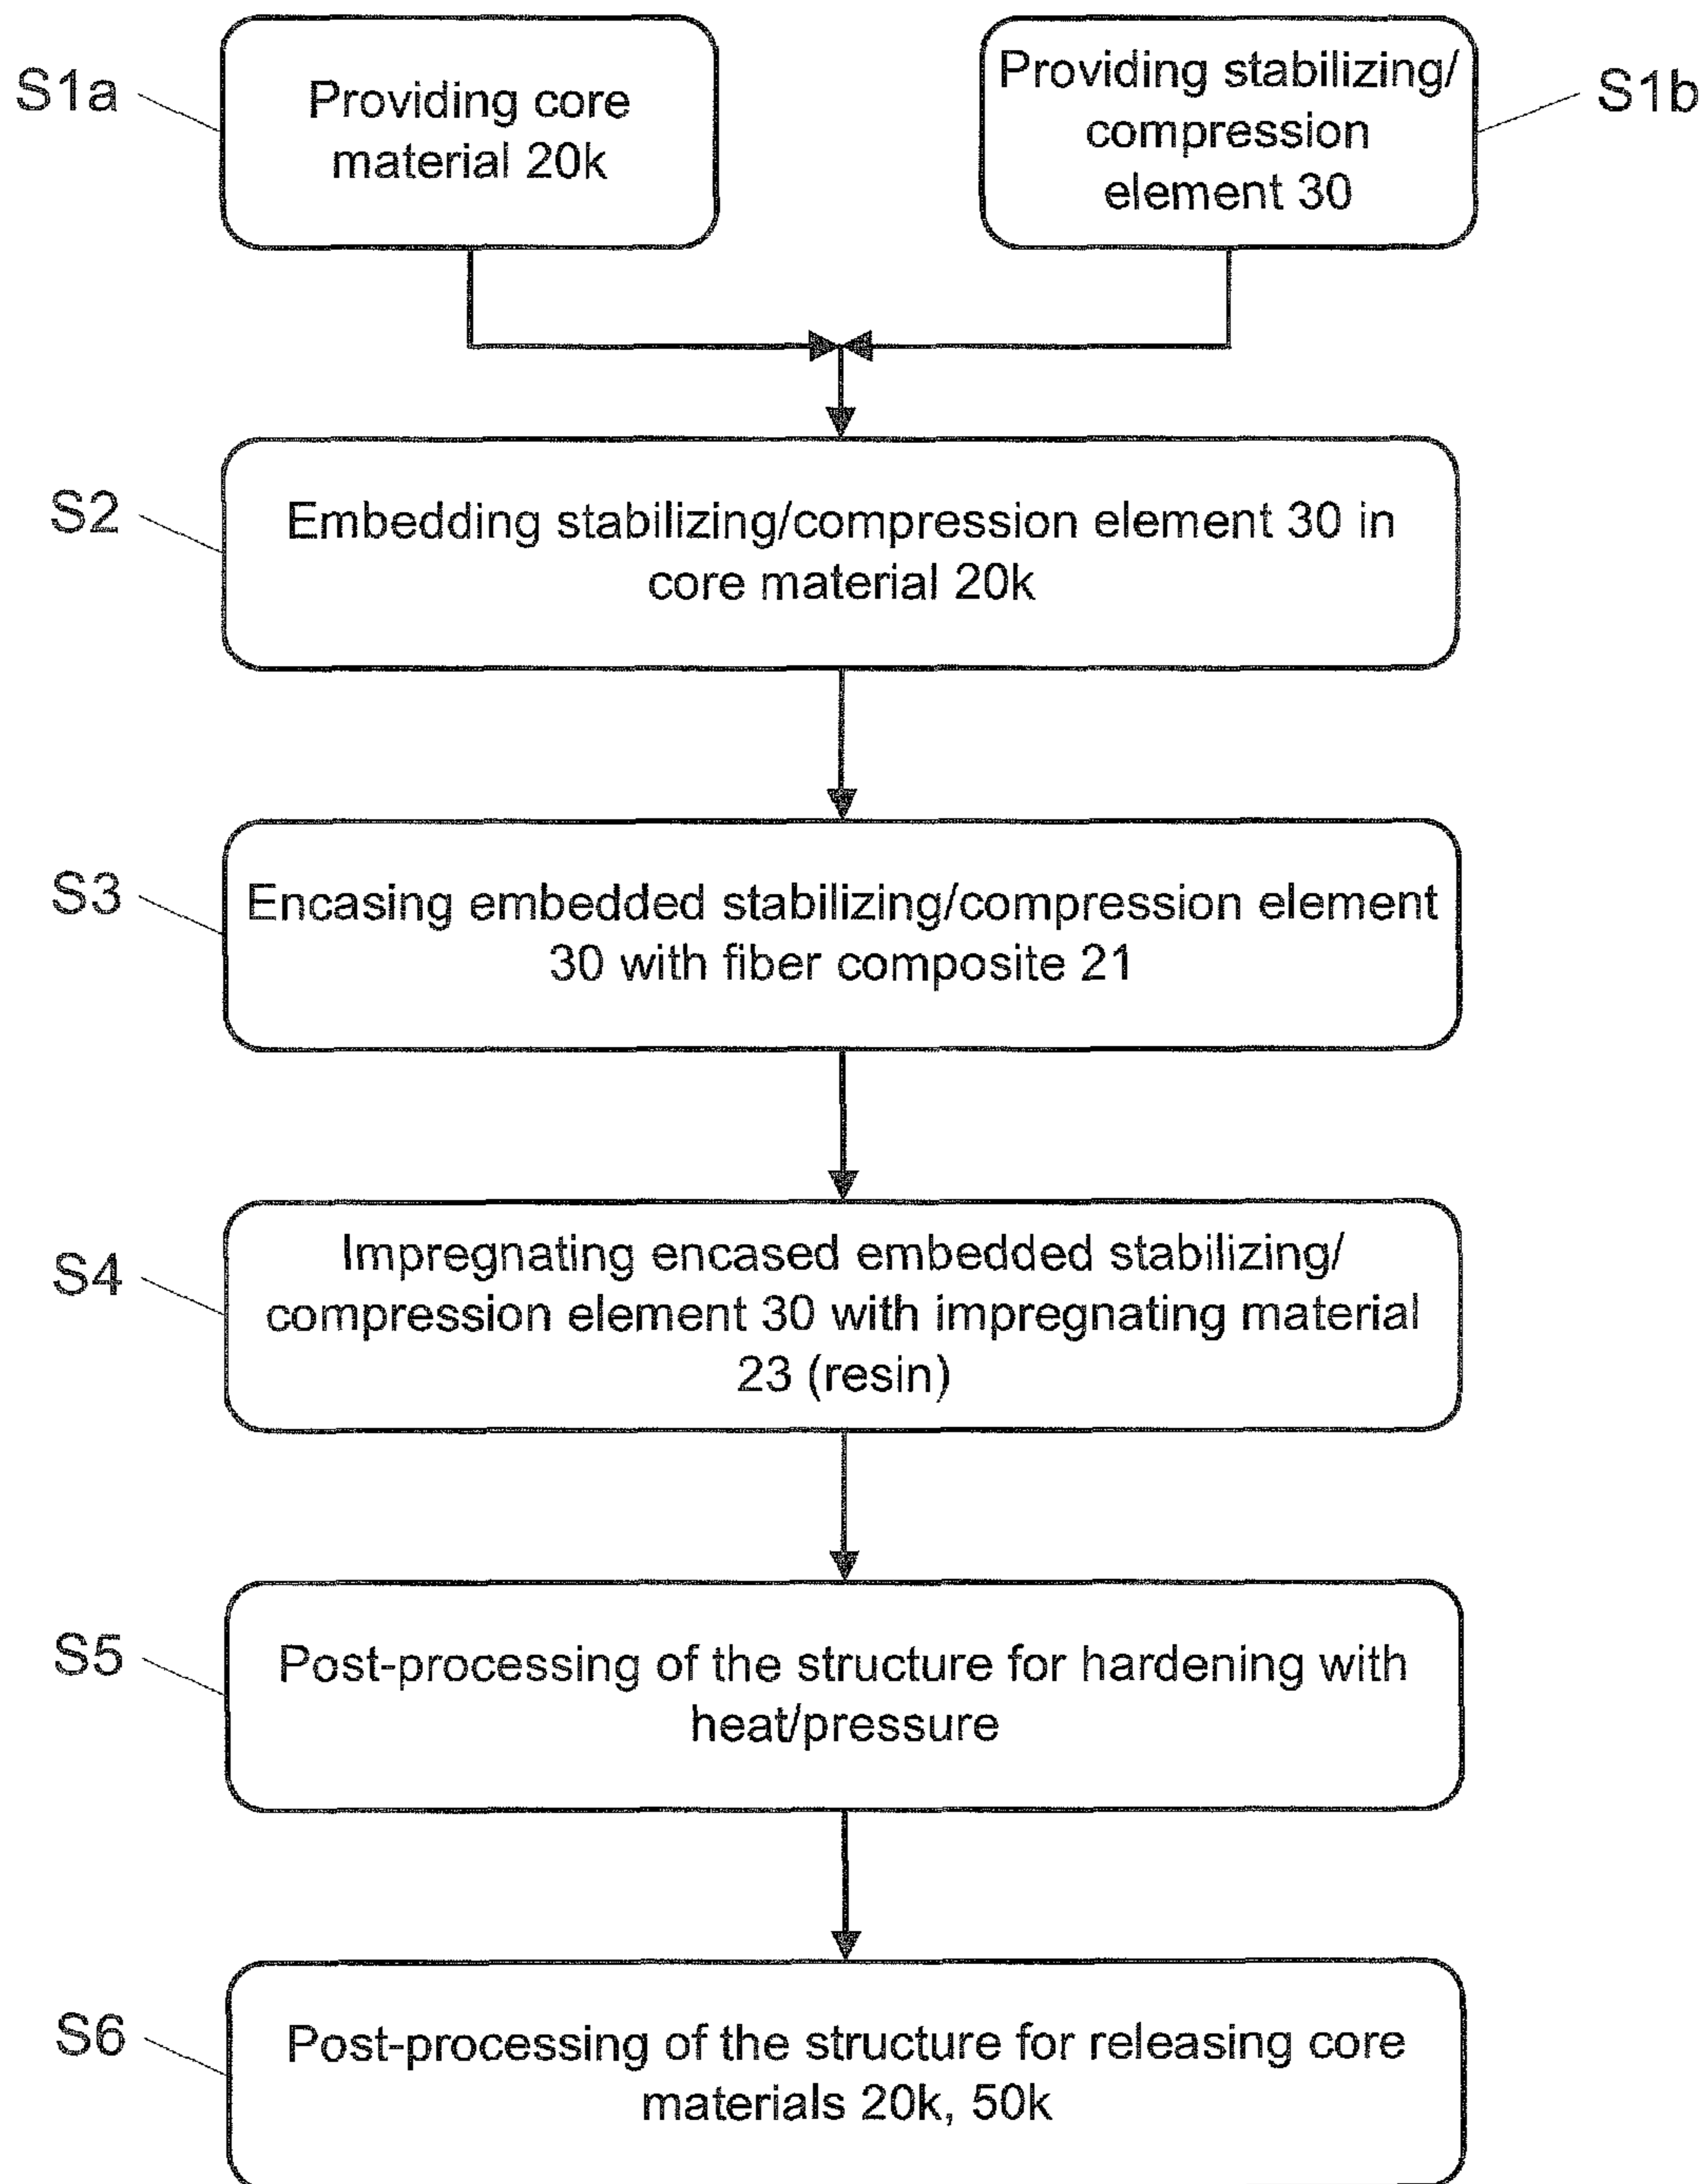 S1a
Providing core
material 20k
Providing stabilizing/
compression
element 30
S1b
S2
Embedding stabilizing/compression element 30 in
core material 20k
S3
Encasing embedded stabilizing/compression element
30 with fiber composite 21
S4
Impregnating encased embedded stabilizing/
compression element 30 with impregnating material
23 (resin)
S5
Post-processing of the structure for hardening with
heat/pressure
S6
Post-processing of the structure for releasing core
materials 20k, 50k